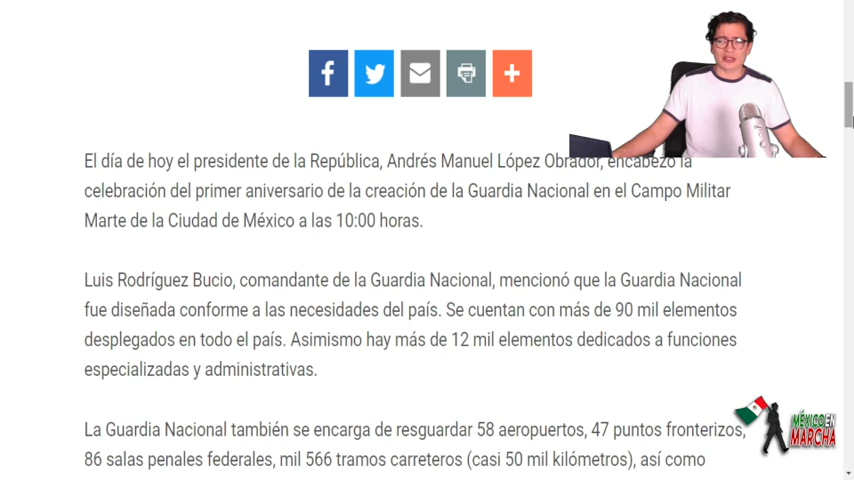 El día de hoy el presidente de la República, Andrés Manuel López Obrador, encabezó la
celebración del primer aniversario de la creación de la Guardia Nacional en el Campo Militar
Marte de la Ciudad de México a las 10:00 horas.
Luis Rodríguez Bucio, comandante de la Guardia Nacional, mencionó que la Guardia Nacional
fue diseñada conforme a las necesidades del país. Se cuentan con más de 90 mil elementos
desplegados en todo el país. Asimismo hay más de 12 mil elementos dedicados a funciones
especializadas y administrativas.
La Guardia Nacional también se encarga de resguardar 58 aeropuertos, 47 puntos fronterizos,
86 salas penales federales, mil 566 tramos carreteros (casi 50 mil kilómetros), así como
MÉXICO EN
MARCHA